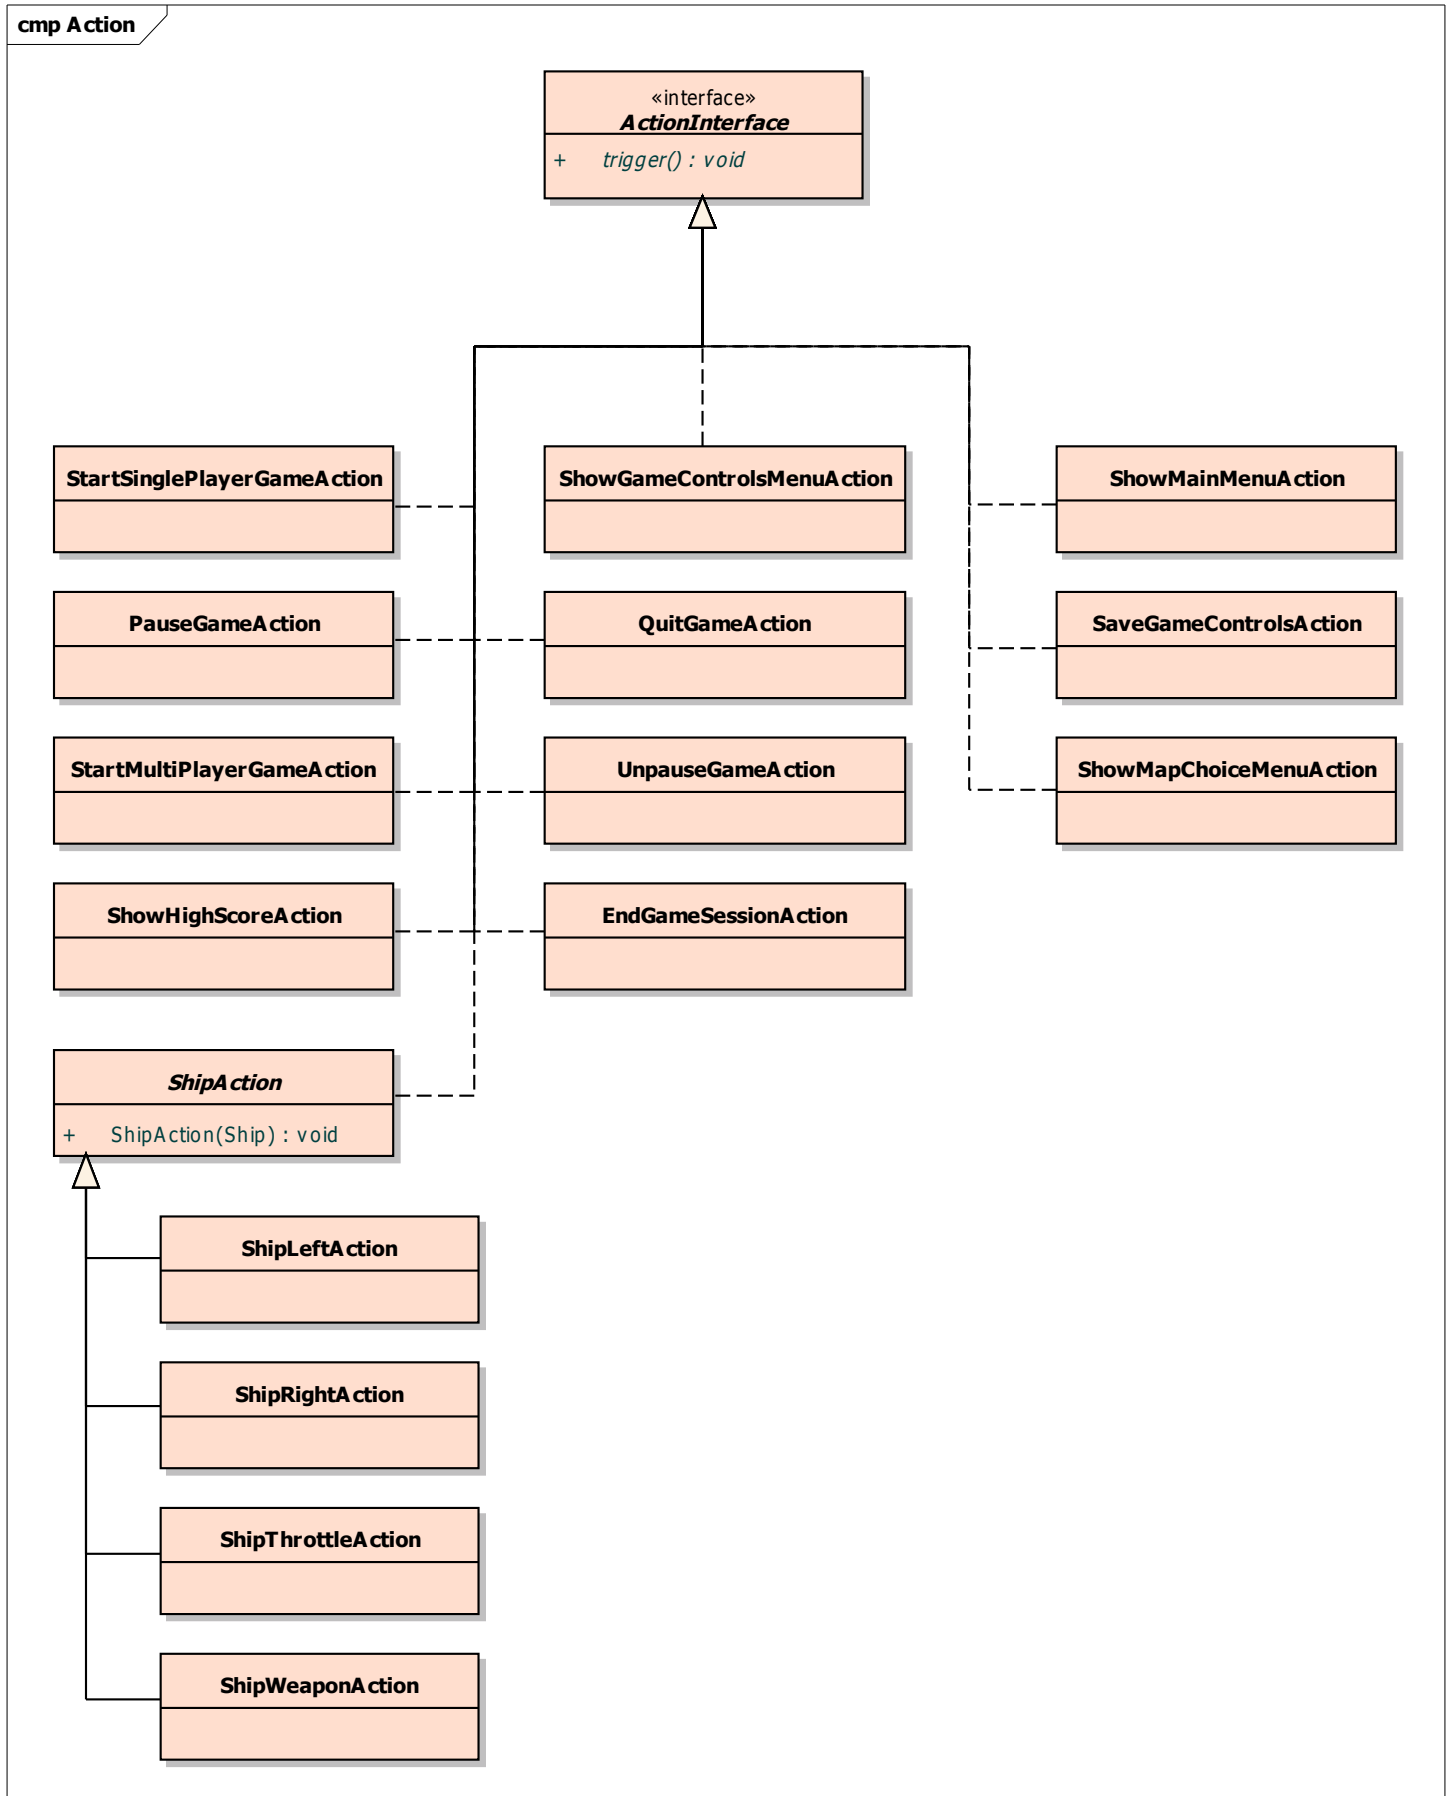 cmp Action
«interface»
ActionInterface
+ trigger() : void
StartSinglePlayerGameAction
ShowGameControlsMenuAction
ShowMainMenuAction
PauseGameAction
QuitGameAction
SaveGameControlsAction
StartMultiPlayerGameAction
UnpauseGameAction
ShowMapChoiceMenuAction
ShowHighScoreAction
EndGameSessionAction
ShipAction
+ ShipAction(Ship) : void
ShipLeftAction
ShipRightAction
ShipThrottleAction
ShipWeaponAction